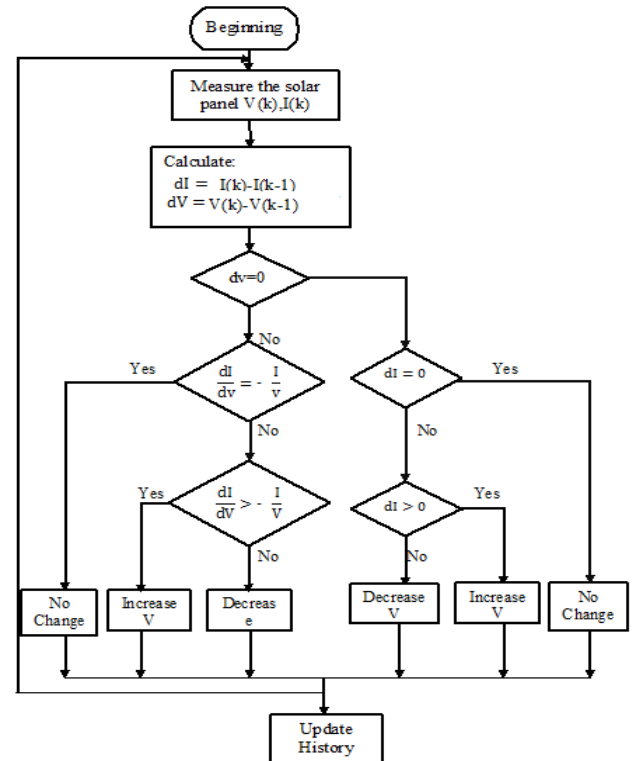 Beginning
Measure the solar
panel V(k),I(k)
Calculate:
dI = I(k)-I(k-1)
dV = V(k)-V(k-1)
dv=0
No
Yes
dI/dv = - I/v
dI = 0
Yes
No
No
Yes
dI/dV > - I/V
dI > 0
Yes
No
No
No
Change
Increase
V
Decreas
e
Decrease
V
Increase
V
No
Change
Update
History